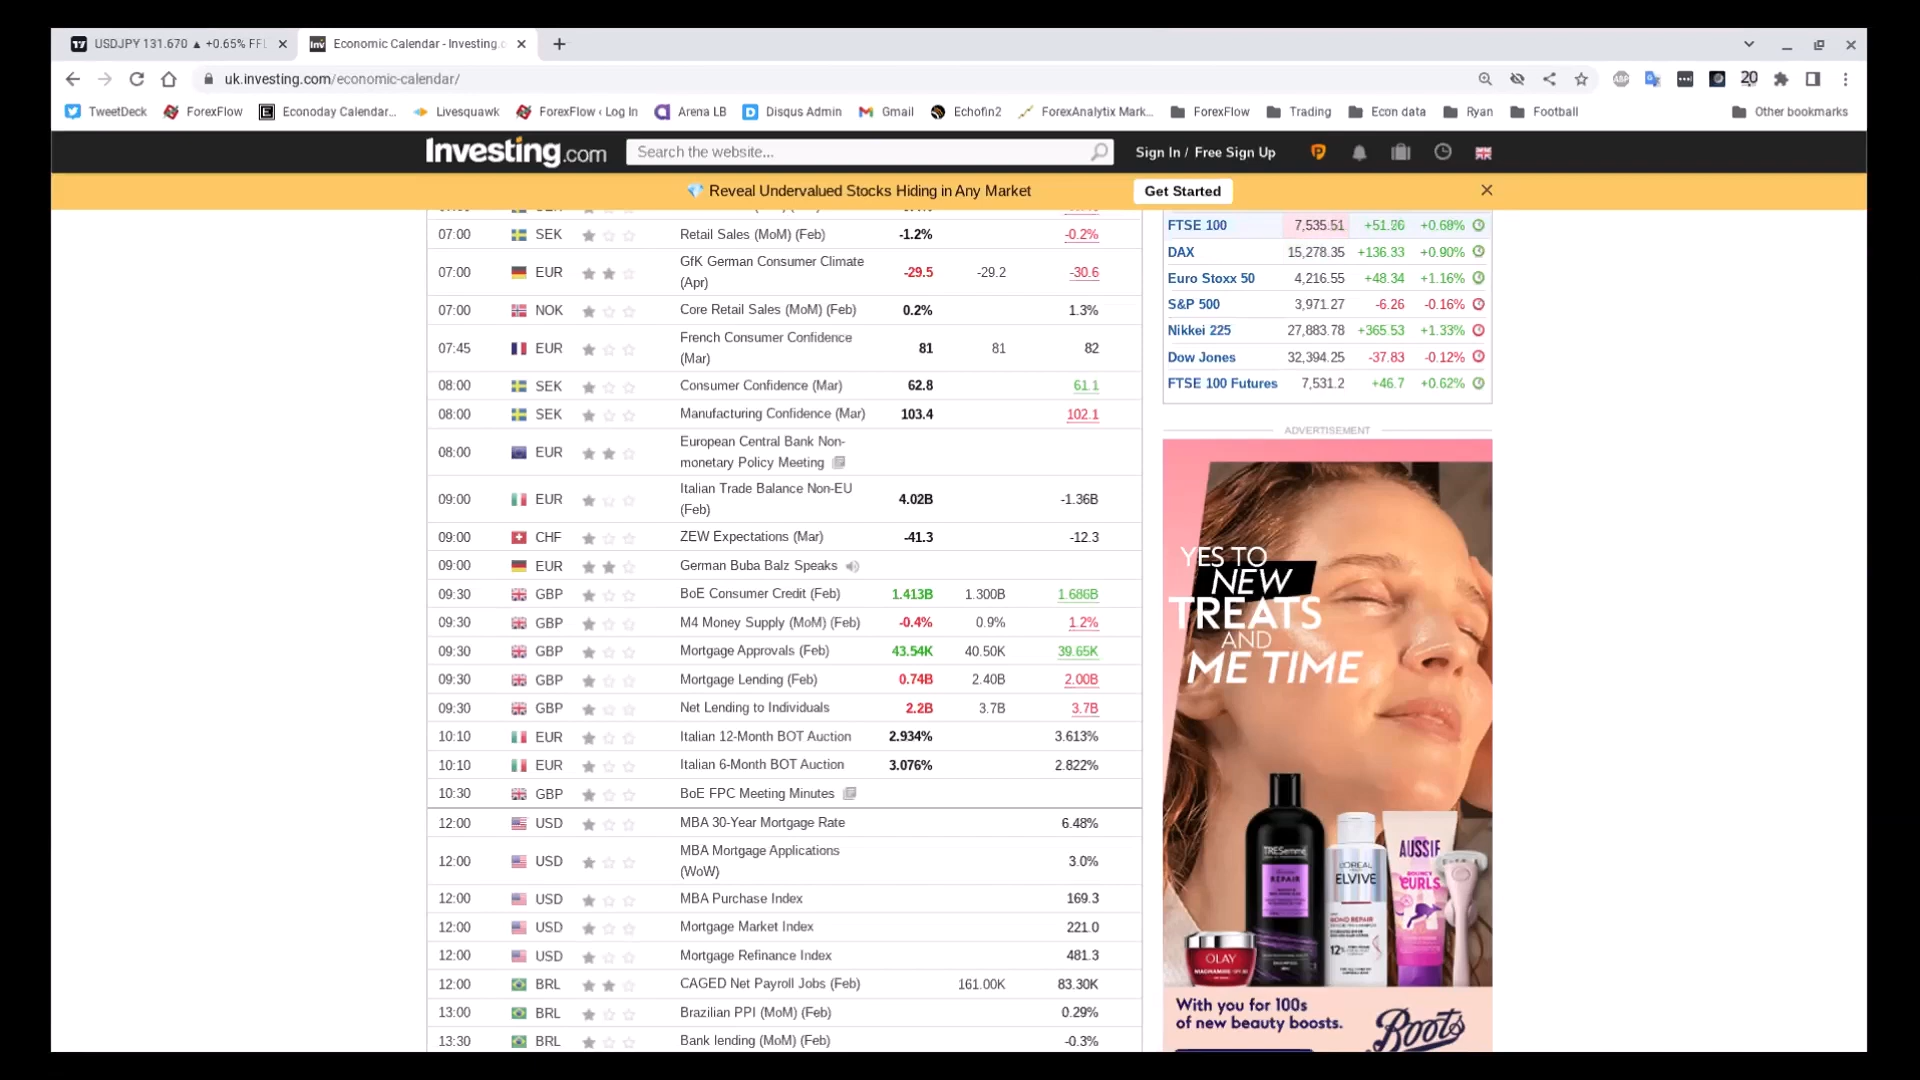 USDJPY 131.670 ▲ +0.65% FFL
Economic Calendar - Investing.c
uk.investing.com/economic-calendar/
20
TweetDeck ForexFlow Econoday Calendar... Livesquawk ForexFlow ‹ Log In Arena LB Disqus Admin Gmail Echofin2 ForexAnalytix Mark... ForexFlow Trading Econ data Ryan Football Other bookmarks
Investing.com Search the website... Sign In / Free Sign Up
Reveal Undervalued Stocks Hiding in Any Market Get Started
07:00 SEK Retail Sales (MoM) (Feb) -1.2% -0.2%
07:00 EUR GfK German Consumer Climate (Apr) -29.5 -29.2 -30.6
07:00 NOK Core Retail Sales (MoM) (Feb) 0.2% 1.3%
07:45 EUR French Consumer Confidence (Mar) 81 81 82
08:00 SEK Consumer Confidence (Mar) 62.8 61.1
08:00 SEK Manufacturing Confidence (Mar) 103.4 102.1
08:00 EUR European Central Bank Non-monetary Policy Meeting
09:00 EUR Italian Trade Balance Non-EU (Feb) 4.02B -1.36B
09:00 CHF ZEW Expectations (Mar) -41.3 -12.3
09:00 EUR German Buba Balz Speaks
09:30 GBP BoE Consumer Credit (Feb) 1.413B 1.300B 1.686B
09:30 GBP M4 Money Supply (MoM) (Feb) -0.4% 0.9% 1.2%
09:30 GBP Mortgage Approvals (Feb) 43.54K 40.50K 39.65K
09:30 GBP Mortgage Lending (Feb) 0.74B 2.40B 2.00B
09:30 GBP Net Lending to Individuals 2.2B 3.7B 3.7B
10:10 EUR Italian 12-Month BOT Auction 2.934% 3.613%
10:10 EUR Italian 6-Month BOT Auction 3.076% 2.822%
10:30 GBP BoE FPC Meeting Minutes
12:00 USD MBA 30-Year Mortgage Rate 6.48%
12:00 USD MBA Mortgage Applications (WoW) 3.0%
12:00 USD MBA Purchase Index 169.3
12:00 USD Mortgage Market Index 221.0
12:00 USD Mortgage Refinance Index 481.3
12:00 BRL CAGED Net Payroll Jobs (Feb) 161.00K 83.30K
13:00 BRL Brazilian PPI (MoM) (Feb) 0.29%
13:30 BRL Bank lending (MoM) (Feb) -0.3%
FTSE 100 7,535.51 +51.76 +0.68%
DAX 15,278.35 +136.33 +0.90%
Euro Stoxx 50 4,216.55 +48.34 +1.16%
S&P 500 3,971.27 -6.26 -0.16%
Nikkei 225 27,883.78 +365 53 +1.33%
Dow Jones 32,394.25 -37.83 -0.12%
FTSE 100 Futures 7,531.2 +46.7 +0.62%
ADVERTISEMENT
YES TO
NEW
TREATS
AND
ME TIME
TRESemmé
REPAIR
L'ORÉAL
ELVIVE
BOND REPAIR
12%
AUSSIE
CURLS
OLAY
With you for 100s
of new beauty boosts.
Boots